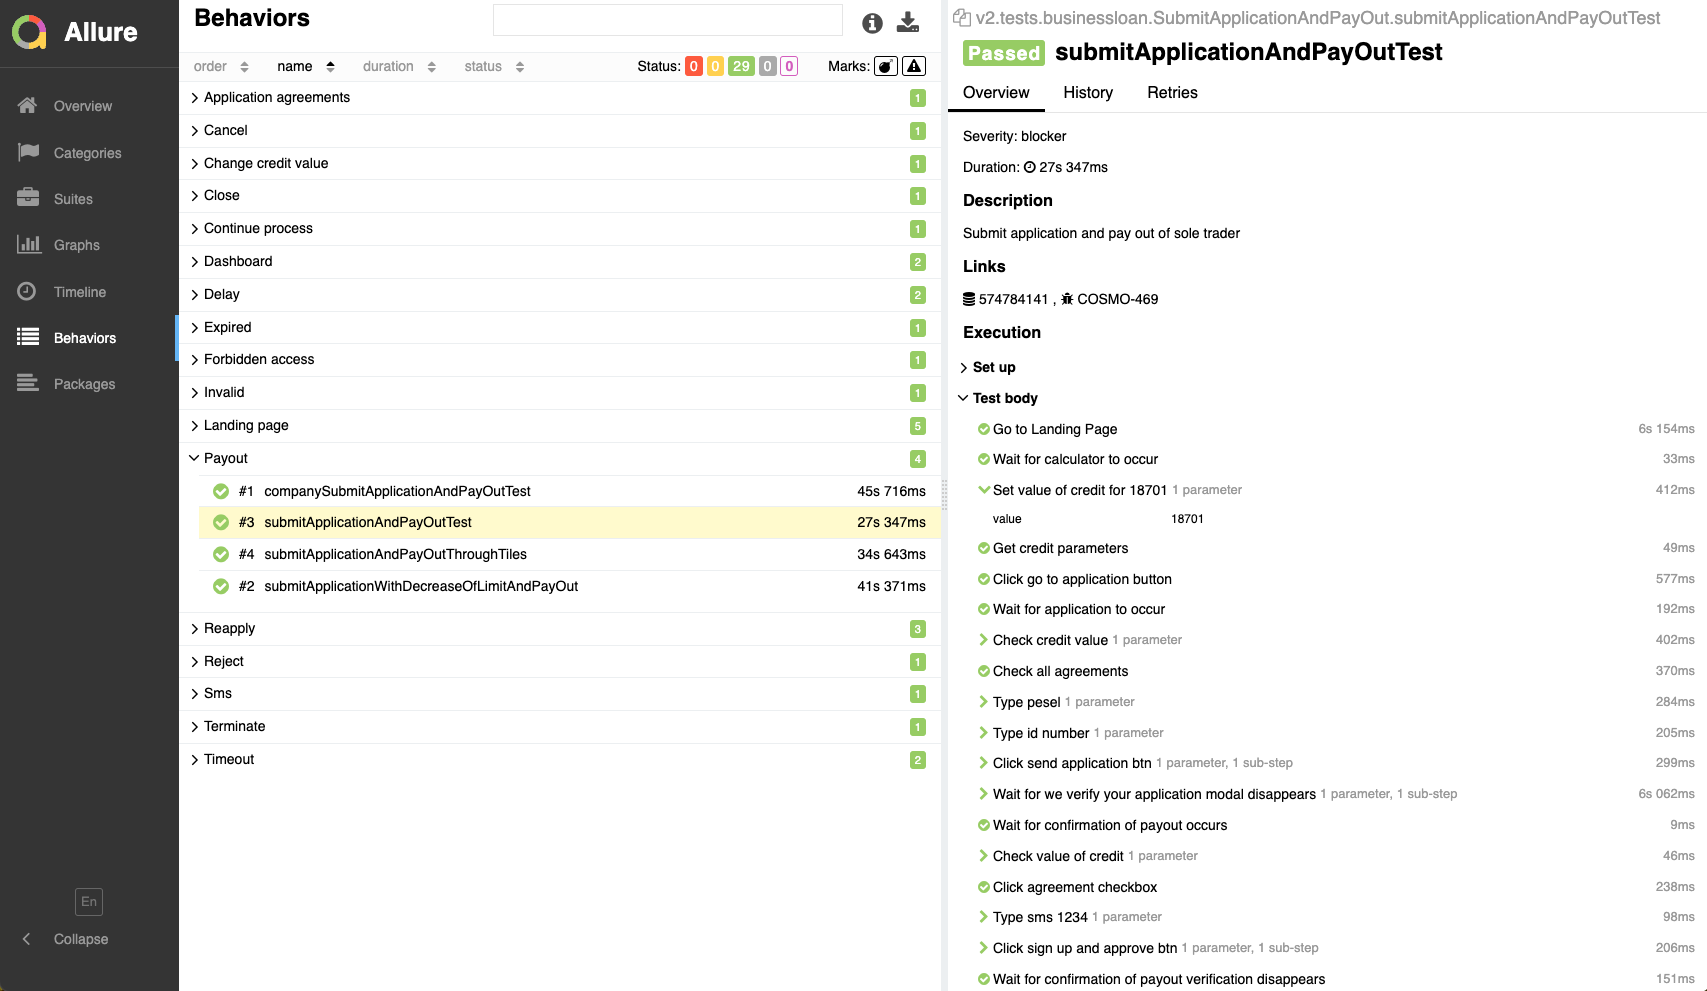 Allure
Overview
Categories
Suites
Graphs
Timeline
Behaviors
Packages
En
Collapse
Behaviors
order name duration status Status: 0 0 29 0 0 Marks:
Application agreements 1
Cancel 1
Change credit value 1
Close 1
Continue process 1
Dashboard 2
Delay 2
Expired 1
Forbidden access 1
Invalid 1
Landing page 5
Payout 4
#1 companySubmitApplicationAndPayOutTest 45s 716ms
#3 submitApplicationAndPayOutTest 27s 347ms
#4 submitApplicationAndPayOutThroughTiles 34s 643ms
#2 submitApplicationWithDecreaseOfLimitAndPayOut 41s 371ms
Reapply 3
Reject 1
Sms 1
Terminate 1
Timeout 2
v2.tests.businessloan.SubmitApplicationAndPayOut.submitApplicationAndPayOutTest
Passed submitApplicationAndPayOutTest
Overview History Retries
Severity: blocker
Duration: 27s 347ms
Description
Submit application and pay out of sole trader
Links
574784141 , COSMO-469
Execution
Set up
Test body
Go to Landing Page 6s 154ms
Wait for calculator to occur 33ms
Set value of credit for 18701 1 parameter 412ms
value 18701
Get credit parameters 49ms
Click go to application button 577ms
Wait for application to occur 192ms
Check credit value 1 parameter 402ms
Check all agreements 370ms
Type pesel 1 parameter 284ms
Type id number 1 parameter 205ms
Click send application btn 1 parameter, 1 sub-step 299ms
Wait for we verify your application modal disappears 1 parameter, 1 sub-step 6s 062ms
Wait for confirmation of payout occurs 9ms
Check value of credit 1 parameter 46ms
Click agreement checkbox 238ms
Type sms 1234 1 parameter 98ms
Click sign up and approve btn 1 parameter, 1 sub-step 206ms
Wait for confirmation of payout verification disappears 151ms